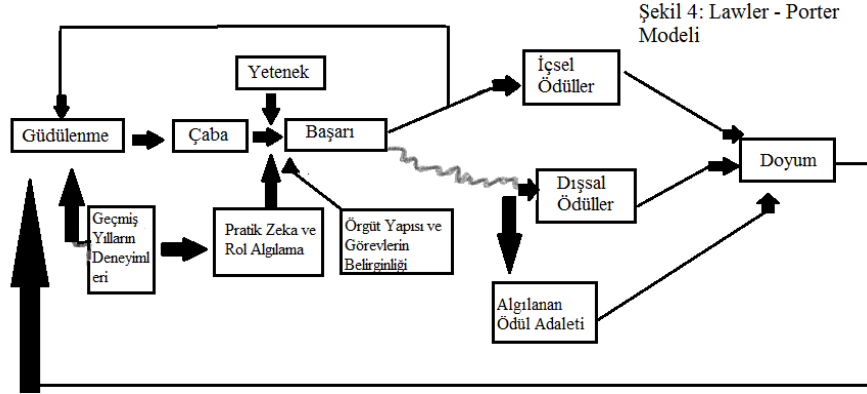 Şekil 4: Lawler - Porter
Modeli
İçsel
Ödüller
Yetenek
Güdülenme
Çaba
Başarı
Doyum
Dışsal
Ödüller
Geçmiş
Yılların
Deneyiml
eri
Pratik Zeka ve
Rol Algılama
Örgüt Yapısı ve
Görevlerin
Belirginliği
Algılanan
Ödül Adaleti